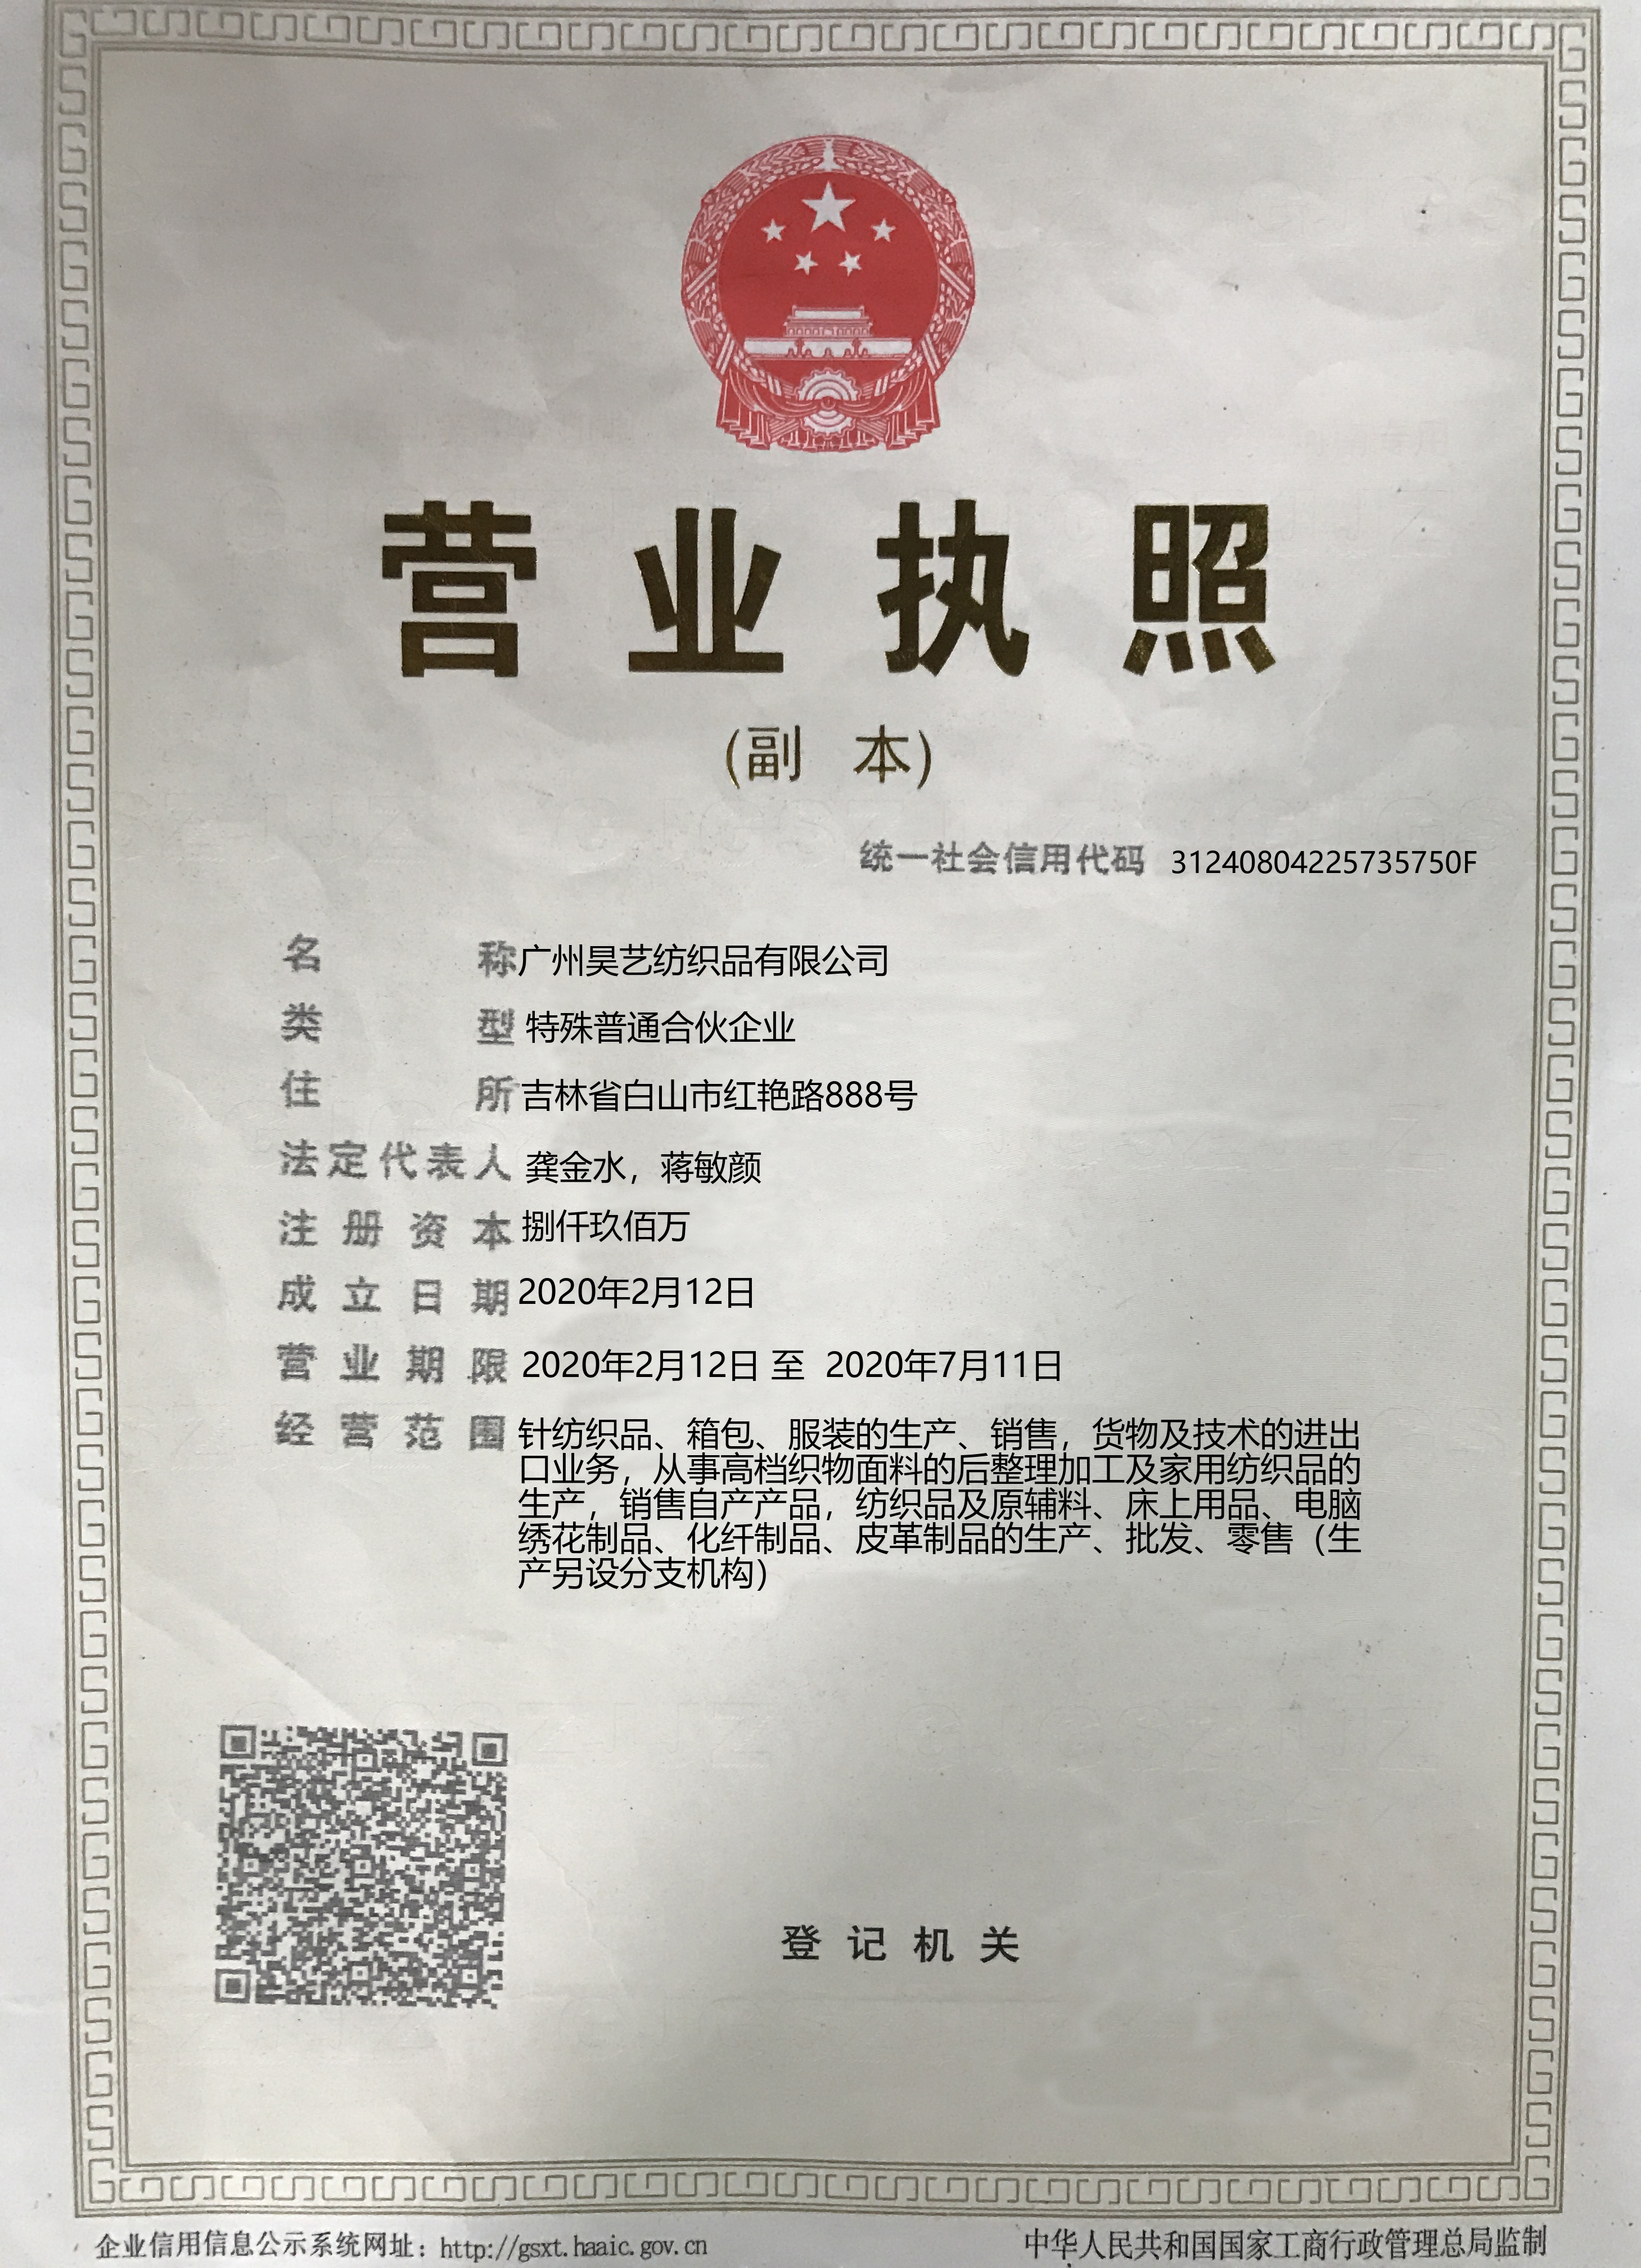 营业执照
(副 本)
统一社会信用代码 31240804225735750F
名 称 广州昊艺纺织品有限公司
类 型 特殊普通合伙企业
住 所 吉林省白山市红艳路888号
法定代表人 龚金水，蒋敏颜
注册资本 捌仟玖佰万
成立日期 2020年2月12日
营业期限 2020年2月12日 至 2020年7月11日
经营范围 针纺织品、箱包、服装的生产、销售，货物及技术的进出
口业务，从事高档织物面料的后整理加工及家用纺织品的
生产，销售自产产品，纺织品及原辅料、床上用品、电脑
绣花制品、化纤制品、皮革制品的生产、批发、零售（生
产另设分支机构）
登记机关
企业信用信息公示系统网址：http://gsxt.haaic.gov.cn
中华人民共和国国家工商行政管理总局监制